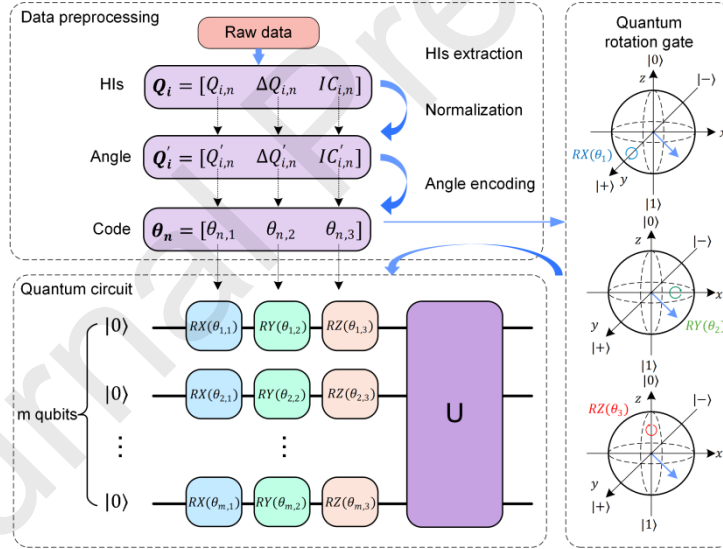 Data preprocessing
Raw data
HIs extraction
HIs
Q_i = [Q_{i,n} ΔQ_{i,n} IC_{i,n}]
Normalization
Angle
Q'_i = [Q'_{i,n} ΔQ'_{i,n} IC'_{i,n}]
Angle encoding
Code
θ_n = [θ_{n,1} θ_{n,2} θ_{n,3}]
Quantum circuit
m qubits
|0⟩
RX(θ_{1,1}) RY(θ_{1,2}) RZ(θ_{1,3})
|0⟩
RX(θ_{2,1}) RY(θ_{2,2}) RZ(θ_{2,3})
⋮ ⋮
|0⟩
RX(θ_{m,1}) RY(θ_{m,2}) RZ(θ_{m,3})
U
Quantum
rotation gate
|0⟩
z |−⟩
x
RX(θ_1)
|+⟩ y
|1⟩
|0⟩
z |−⟩
x
y RY(θ_2)
|+⟩
|1⟩
|0⟩
z |−⟩
RZ(θ_3)
x
y
|+⟩
|1⟩